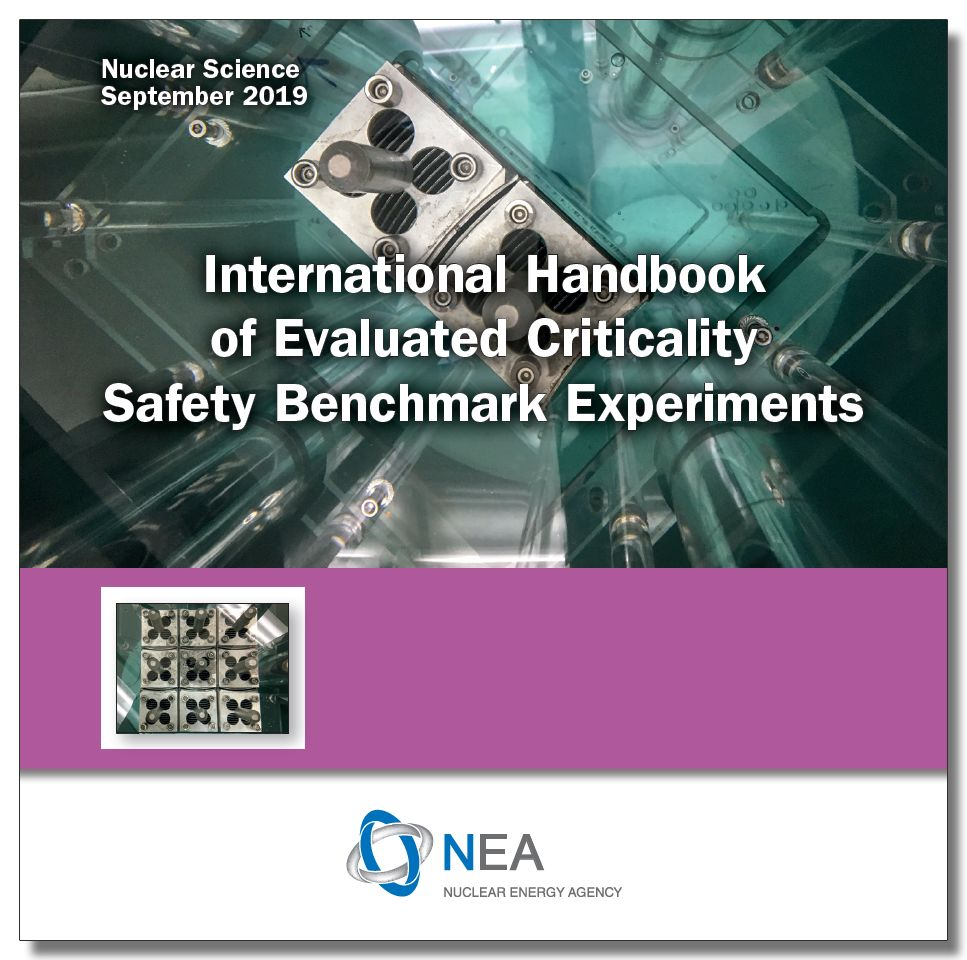 Nuclear Science
September 2019
International Handbook
of Evaluated Criticality
Safety Benchmark Experiments
NEA
NUCLEAR ENERGY AGENCY